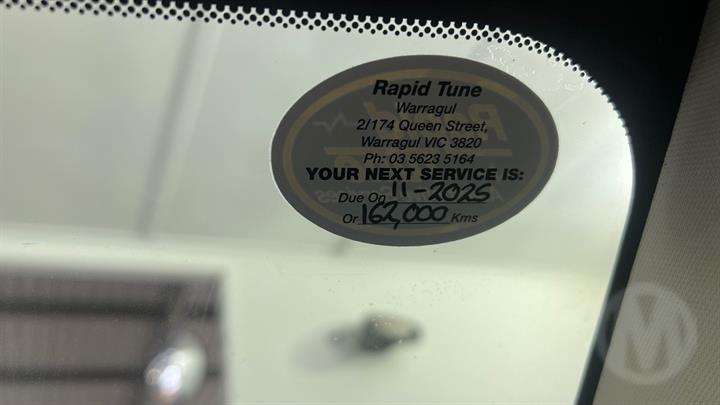 Rapid Tune
Warragul
2/174 Queen Street,
Warragul VIC 3820
Ph: 03 5623 5164
YOUR NEXT SERVICE IS:
Due On 11-2025
Or 162,000 Kms
M